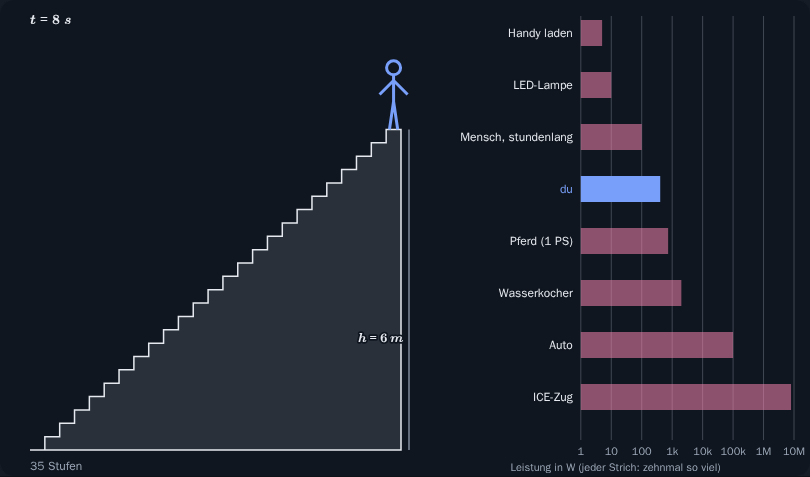 t = 8 s
h = 6 m
35 Stufen
Handy laden
LED-Lampe
Mensch, stundenlang
du
Pferd (1 PS)
Wasserkocher
Auto
ICE-Zug
1 10 100 1k 10k 100k 1M 10M
Leistung in W (jeder Strich: zehnmal so viel)